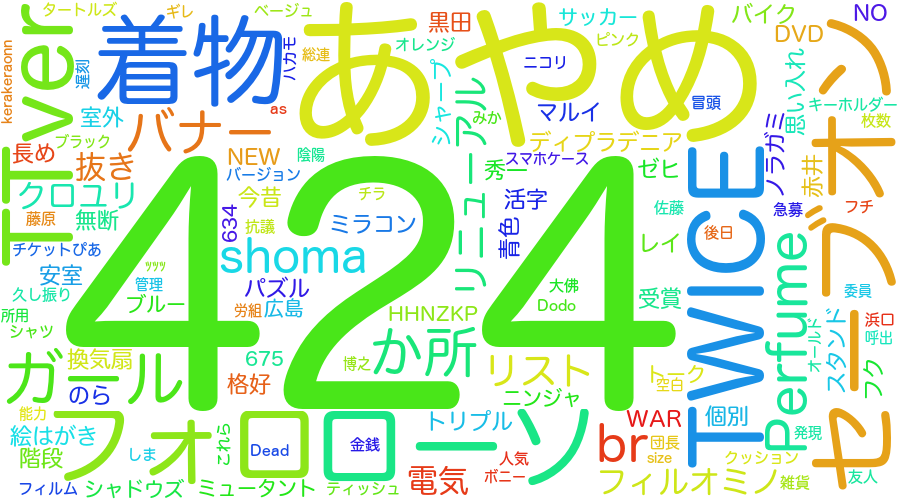 タートルズ
ギレ
ベージュ
黒田
サッカー
バイク
NO
kerakeraonn
TVer
遅刻
着物
ハカモ
総連
あやめ
オレンジ
ピンク
DVD
ニコリ
シャープ
みか
マルイ
冒頭
思い入れ
キーホルダー
枚数
室外
as
バナー
ディプラデニア
ノラガミ
セブンイレブン
ブラック
長め
抜き
NEW
陰陽
バージョン
秀一
スマホケース
ゼヒ
赤井
クロユリ
今昔
チラ
活字
佐藤
急募
フチ
藤原
無断
634
抗議
ミラコン
リニューアル
青色
レイ
TWICE
後日
チケットぴあ
shoma
安室
ッッッ
管理
パズル
大佛
Dodo
受賞
Perfume
委員
久し振り
ブルー
労組
広島
424
HHNZKP
オールド
スタンド
浜口
呼出
所用
シャツ
換気扇
675
博之
か所
格好
リスト
トーク
空白
フク
ガール
のら
ニンジャ
能力
フォローン
トリプル
WAR
個別
絵はがき
これら
Dead
金銭
人気
br
団長
発現
階段
しま
電気
ボニー
size
クッション
フィルム
シャドウズ
ミュータント
ティッシュ
フィルオミノ
雑貨
友人